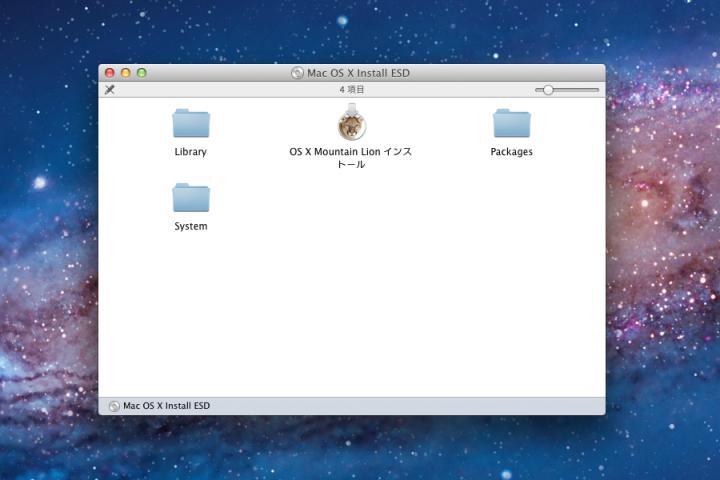 Mac OS X Install ESD
4 項目
Library
OS X Mountain Lion インス
トール
Packages
System
Mac OS X Install ESD